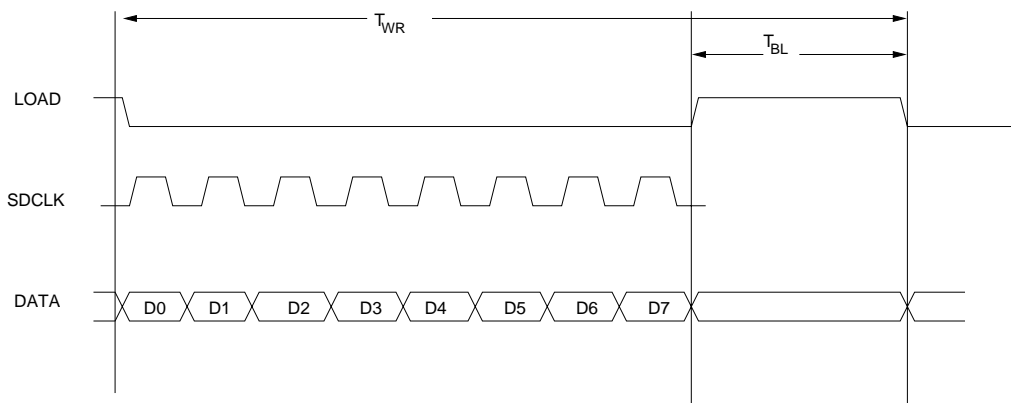 TWR
TBL
LOAD
SDCLK
DATA
D0 D1 D2 D3 D4 D5 D6 D7